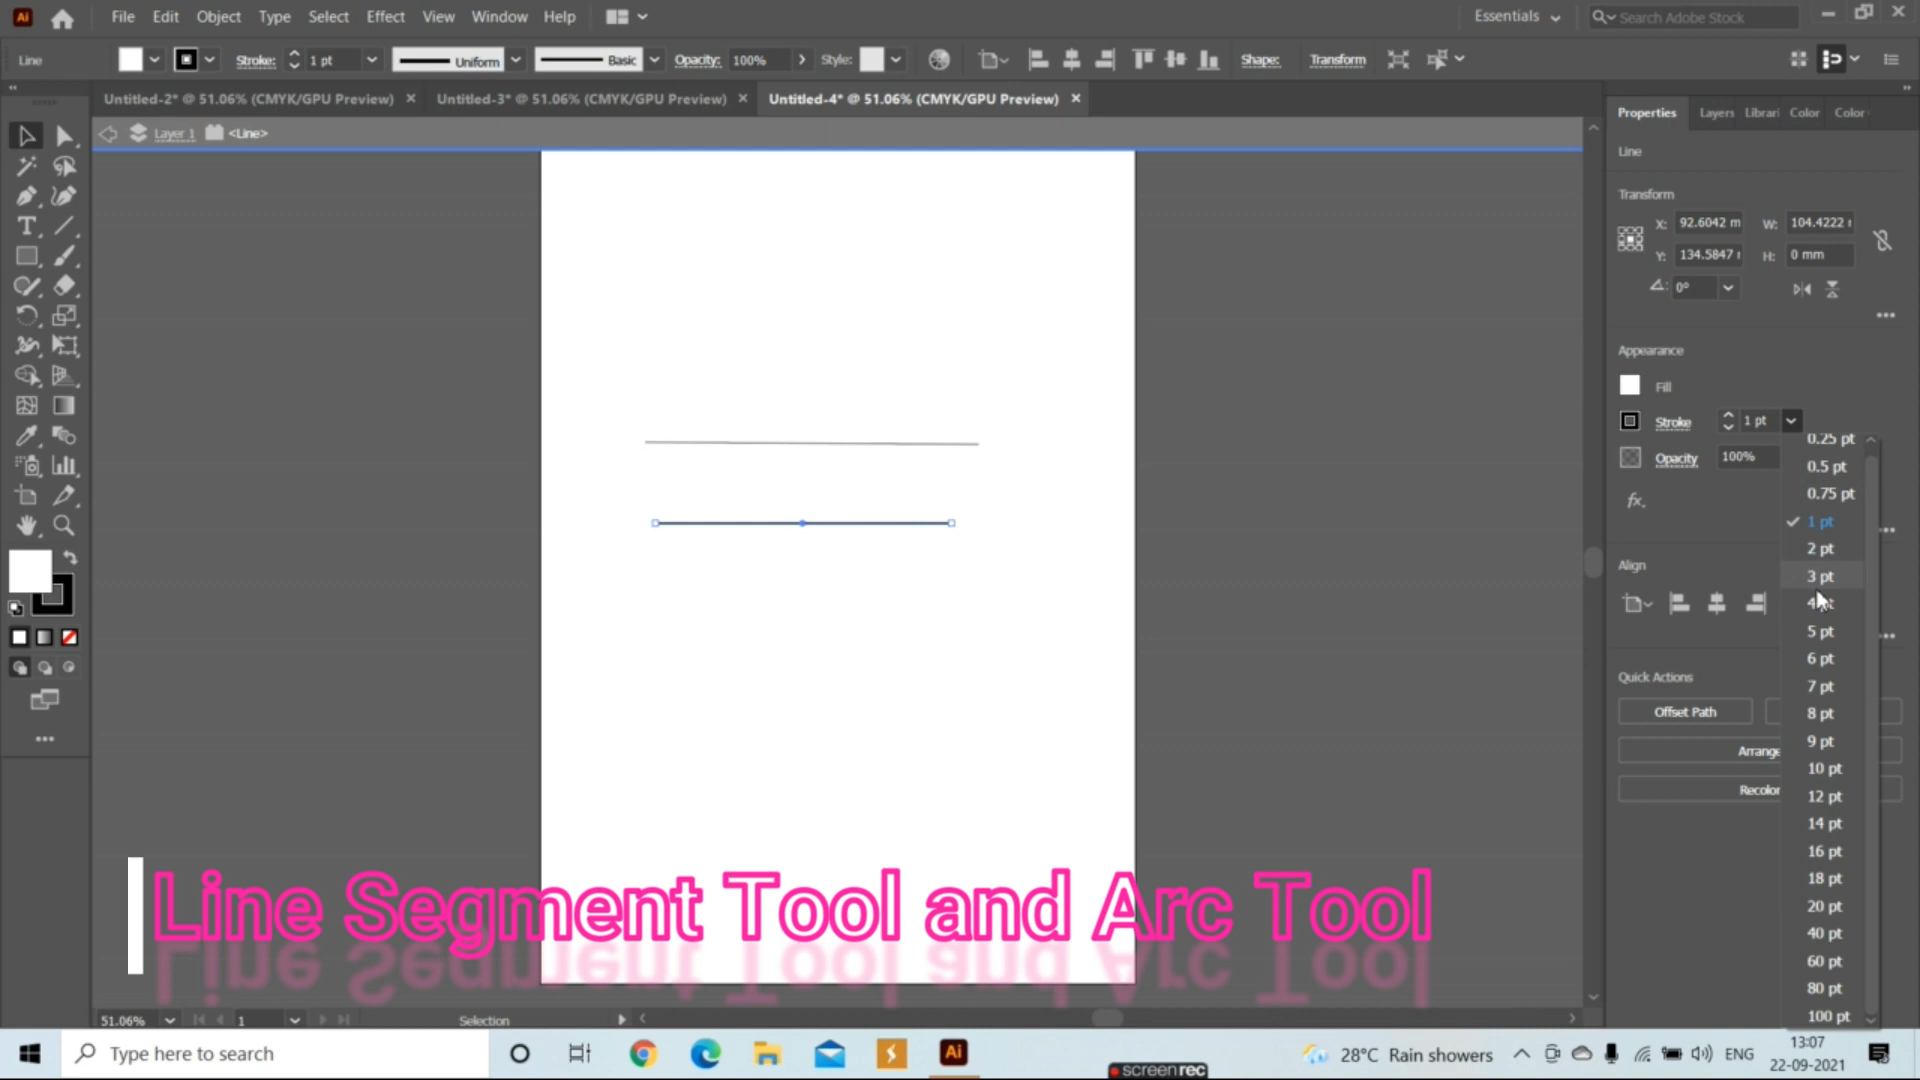 Ai File Edit Object Type Select Effect View Window Help Essentials Search Adobe Stock
Line Stroke: 1 pt Uniform Basic Opacity: 100% Style: Shape: Transform
Untitled-2* @ 51.06% (CMYK/GPU Preview) × Untitled-3* @ 51.06% (CMYK/GPU Preview) × Untitled-4* @ 51.06% (CMYK/GPU Preview) ×
Layer 1 <Line>
Properties Layers Librari Color Color
Line
Transform
X: 92.6042 m W: 104.4222
Y: 134.5847 H: 0 mm
0°
Appearance
Fill
Stroke 1 pt
Opacity 100%
fx.
0.25 pt
0.5 pt
0.75 pt
1 pt
2 pt
3 pt
5 pt
6 pt
7 pt
8 pt
9 pt
10 pt
12 pt
14 pt
16 pt
18 pt
20 pt
40 pt
60 pt
80 pt
100 pt
Align
Quick Actions
Offset Path
Arrange
Recolor
Line Segment Tool and Arc Tool
51.06% 1 Selection
Type here to search
Ai
screenrec
28°C Rain showers ENG
13:07
22-09-2021